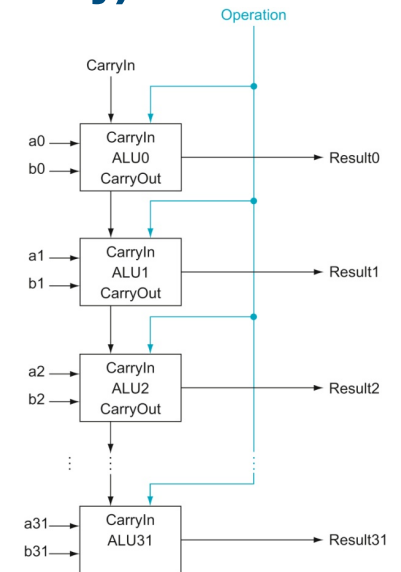 Operation
CarryIn
a0
b0
CarryIn
ALU0
CarryOut
Result0
a1
b1
CarryIn
ALU1
CarryOut
Result1
a2
b2
CarryIn
ALU2
CarryOut
Result2
a31
b31
CarryIn
ALU31
Result31